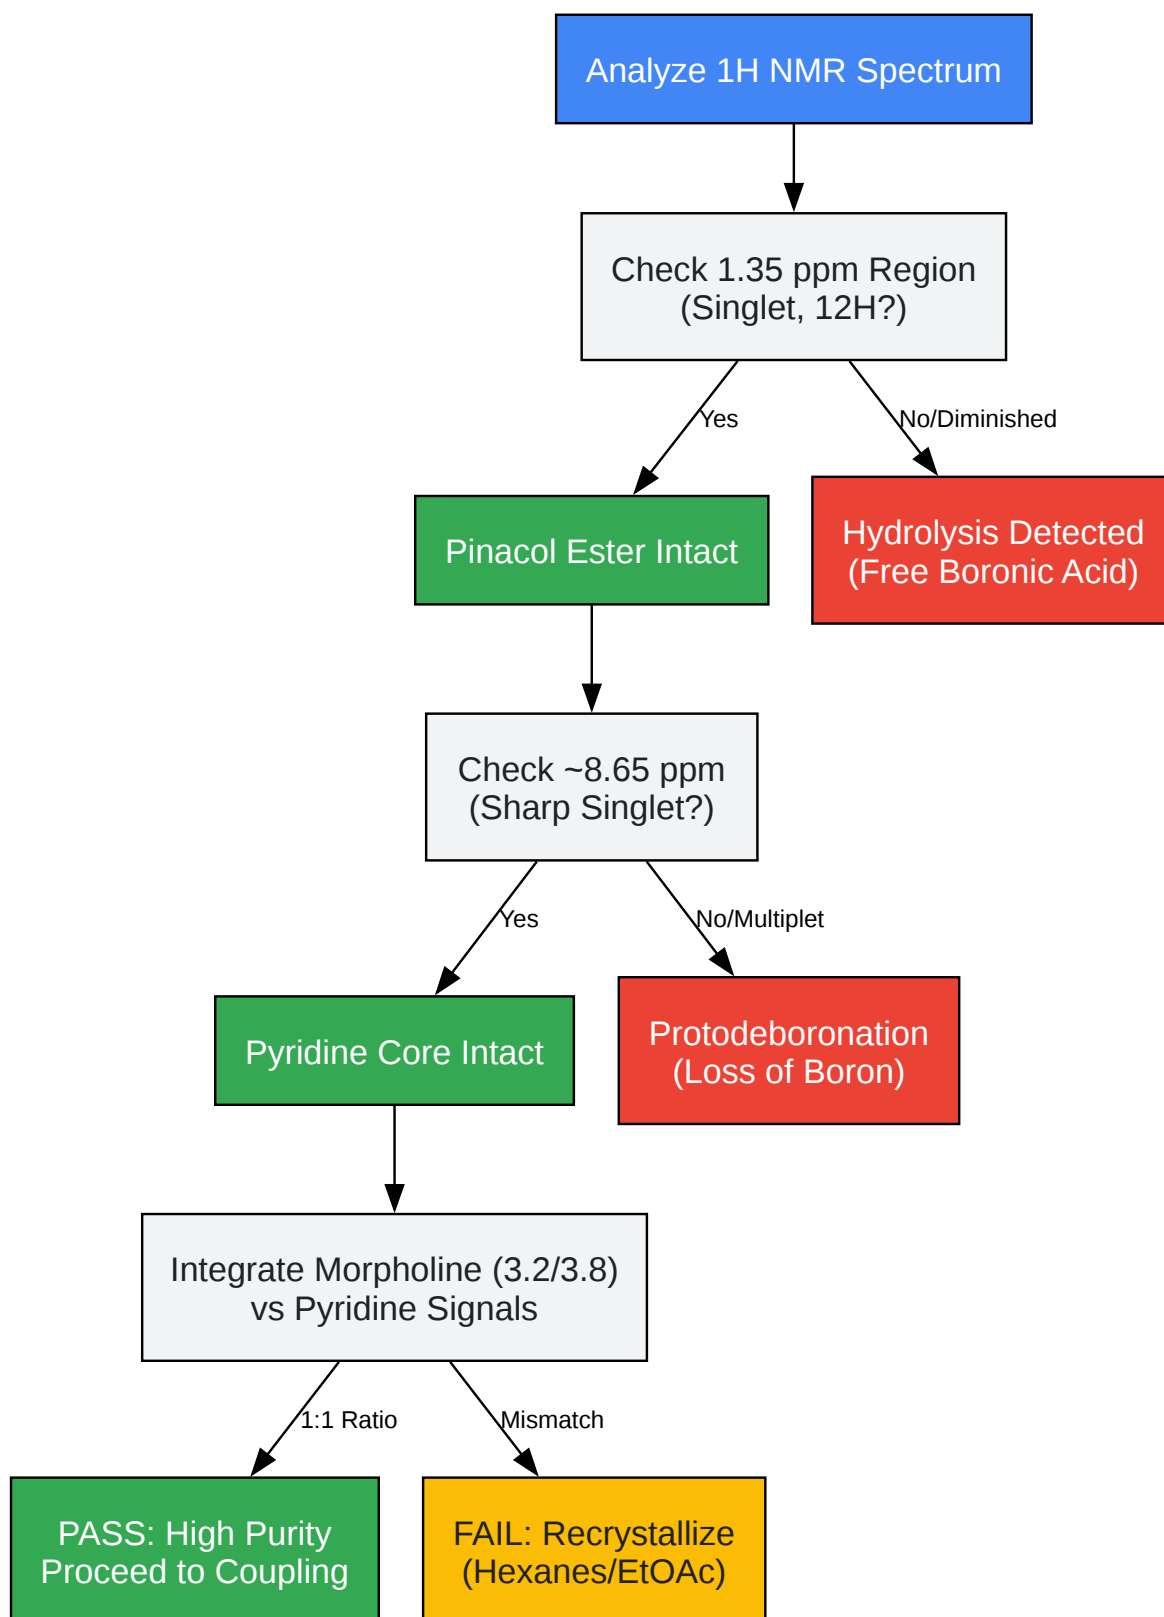 Analyze 1H NMR Spectrum
Check 1.35 ppm Region
(Singlet, 12H?)
Yes
No/Diminished
Pinacol Ester Intact
Hydrolysis Detected
(Free Boronic Acid)
Check ~8.65 ppm
(Sharp Singlet?)
Yes
No/Multiplet
Pyridine Core Intact
Protodeboronation
(Loss of Boron)
Integrate Morpholine (3.2/3.8)
vs Pyridine Signals
1:1 Ratio
Mismatch
PASS: High Purity
Proceed to Coupling
FAIL: Recrystallize
(Hexanes/EtOAc)